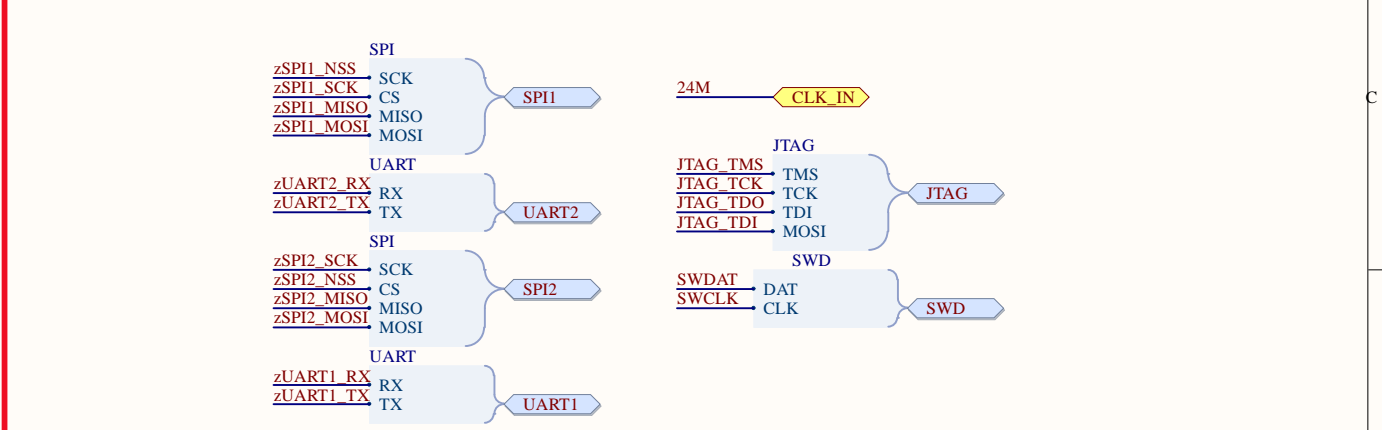 SPI
zSPI1_NSS SCK
zSPI1_SCK CS
zSPI1_MISO MISO
zSPI1_MOSI MOSI
SPI1
UART
zUART2_RX RX
zUART2_TX TX
UART2
SPI
zSPI2_SCK SCK
zSPI2_NSS CS
zSPI2_MISO MISO
zSPI2_MOSI MOSI
SPI2
UART
zUART1_RX RX
zUART1_TX TX
UART1
24M CLK_IN
JTAG
JTAG_TMS TMS
JTAG_TCK TCK
JTAG_TDO TDI
JTAG_TDI MOSI
JTAG
SWD
SWDAT DAT
SWCLK CLK
SWD
C